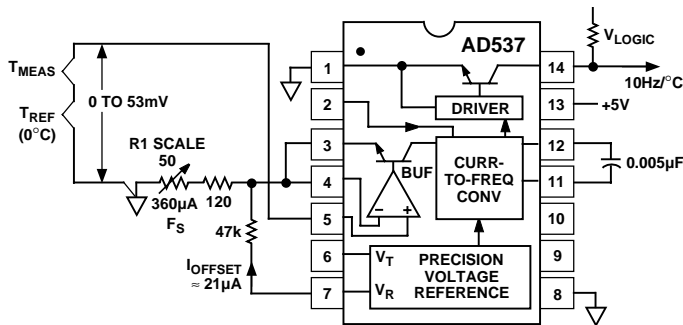 AD537
V_LOGIC
T_MEAS
T_REF
(0°C)
0 TO 53mV
R1 SCALE
50
360µA
F_S
120
47k
I_OFFSET
≈ 21µA
1
2
3
4
5
6
7
DRIVER
BUF
CURR-
TO-FREQ
CONV
–
+
V_T
V_R
PRECISION
VOLTAGE
REFERENCE
14
13
12
11
10
9
8
10Hz/°C
+5V
0.005µF